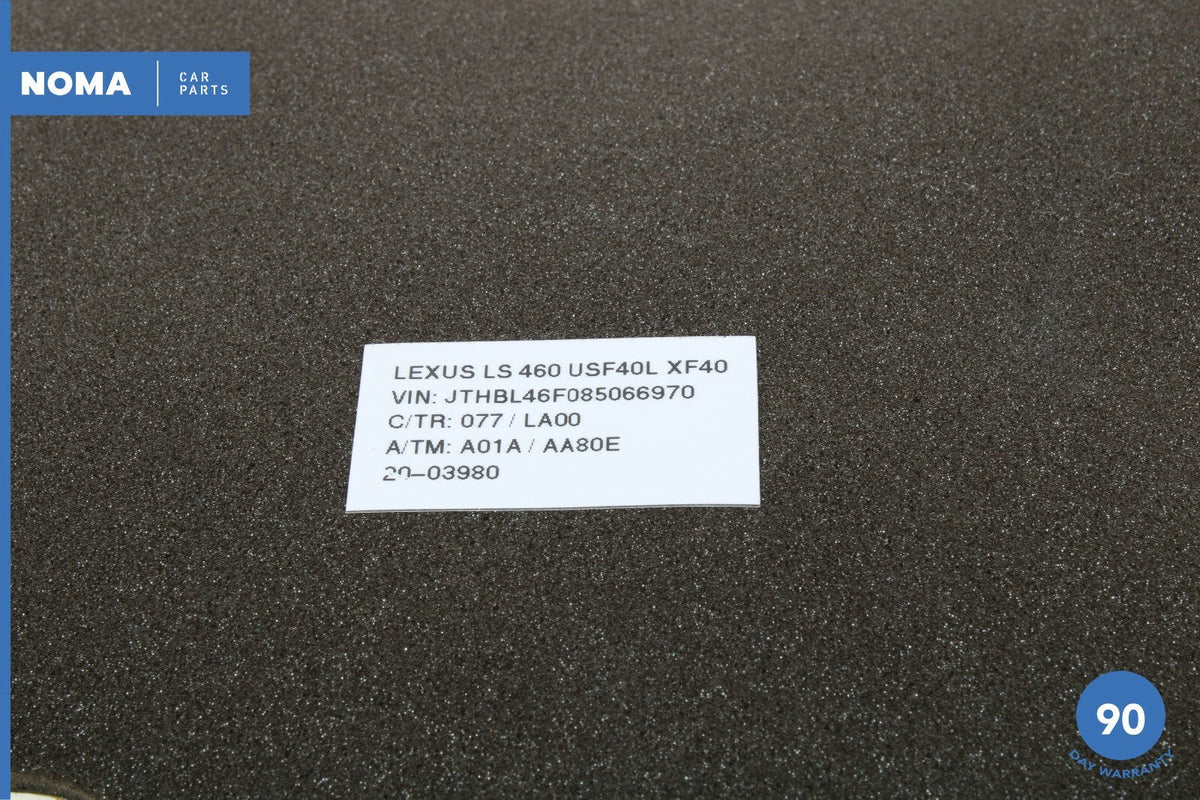 NOMA
CAR
PARTS
LEXUS LS 460 USF40L XF40
VIN: JTHBL46F085066970
C/TR: 077 / LA00
A/TM: A01A / AA80E
20-03980
90
DAY WARRANTY